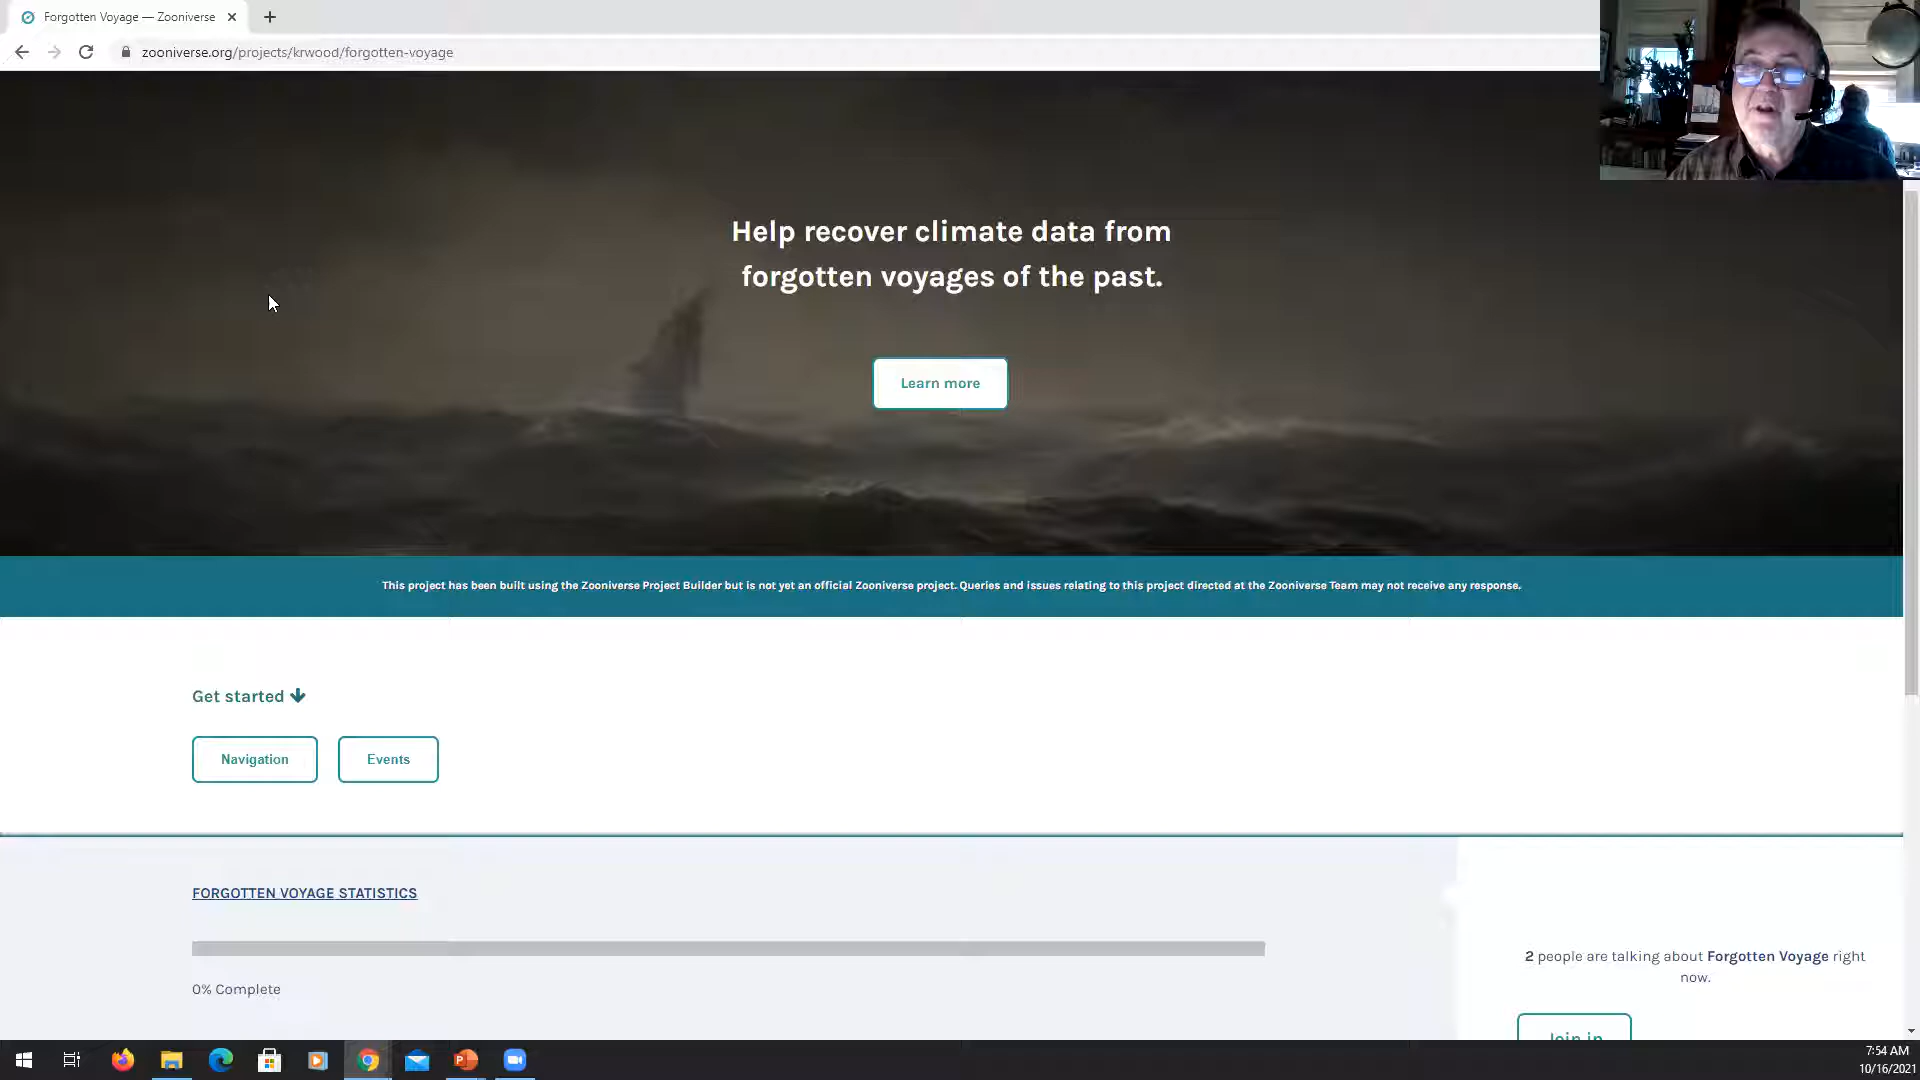 Forgotten Voyage — Zooniverse
zooniverse.org/projects/krwood/forgotten-voyage
Help recover climate data from
forgotten voyages of the past.
Learn more
This project has been built using the Zooniverse Project Builder but is not yet an official Zooniverse project. Queries and issues relating to this project directed at the Zooniverse Team may not receive any response.
Get started
Navigation
Events
FORGOTTEN VOYAGE STATISTICS
0% Complete
2 people are talking about Forgotten Voyage right
now.
Join in
7:54 AM
10/16/2021